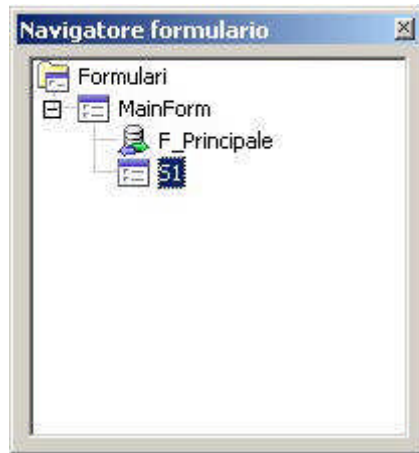 Navigatore formulario
Formulari
MainForm
F_Principale
S1